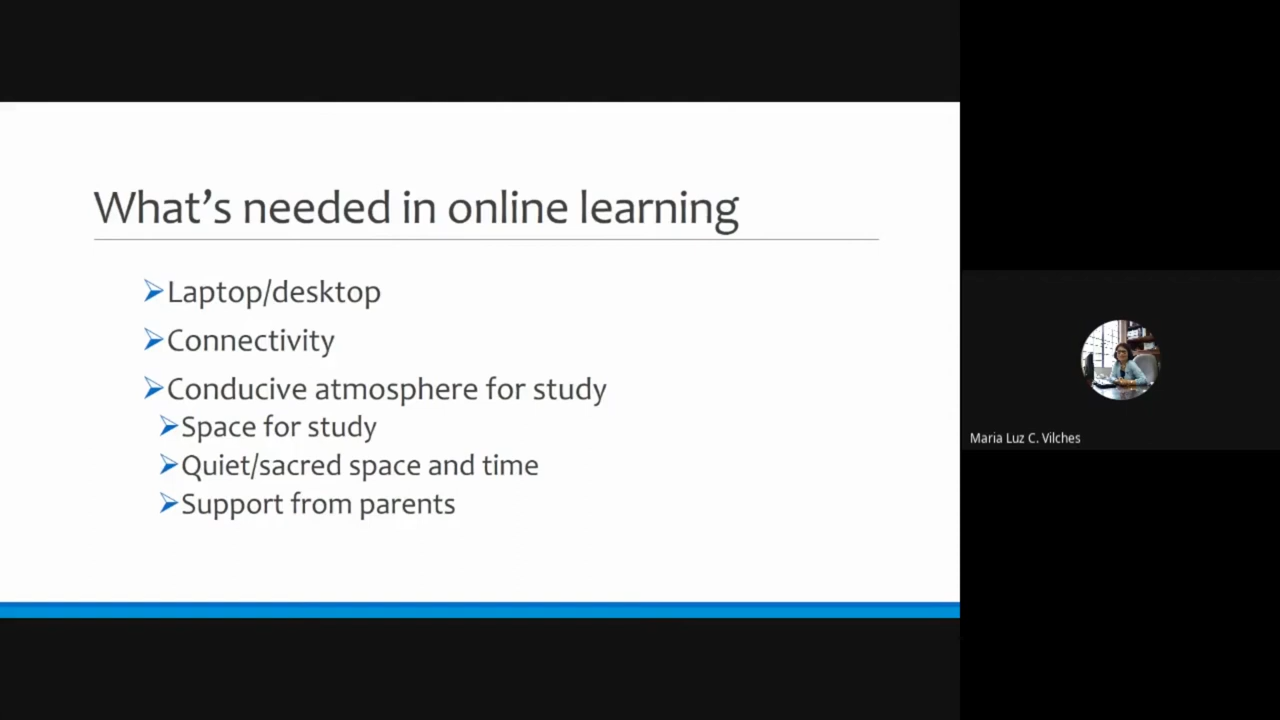 What's needed in online learning
Laptop/desktop
Connectivity
Conducive atmosphere for study
Space for study
Quiet/sacred space and time
Support from parents
Maria Luz C. Vilches